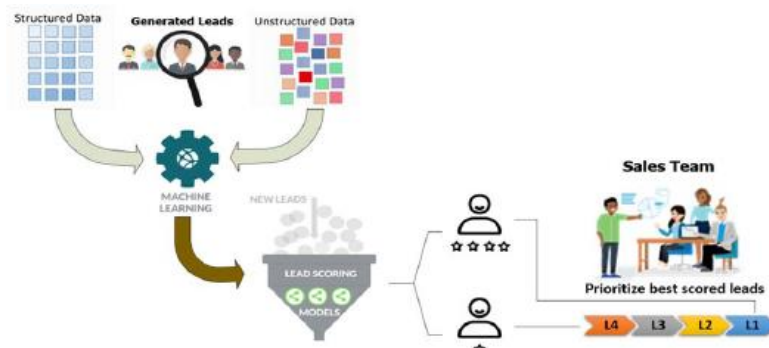 Structured Data
Generated Leads
Unstructured Data
MACHINE
LEARNING
NEW LEADS
LEAD SCORING
MODELS
Sales Team
Prioritize best scored leads
L4 L3 L2 L1